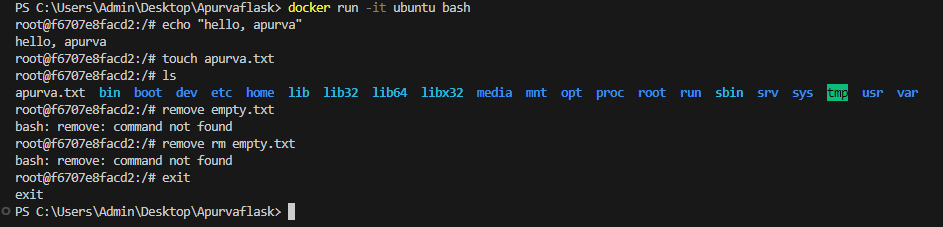 PS C:\Users\Admin\Desktop\Apurvaflask> docker run -it ubuntu bash
root@f6707e8facd2:/# echo "hello, apurva"
hello, apurva
root@f6707e8facd2:/# touch apurva.txt
root@f6707e8facd2:/# ls
apurva.txt  bin  boot  dev  etc  home  lib  lib32  lib64  libx32  media  mnt  opt  proc  root  run  sbin  srv  sys  tmp  usr  var
root@f6707e8facd2:/# remove empty.txt
bash: remove: command not found
root@f6707e8facd2:/# remove rm empty.txt
bash: remove: command not found
root@f6707e8facd2:/# exit
exit
PS C:\Users\Admin\Desktop\Apurvaflask>